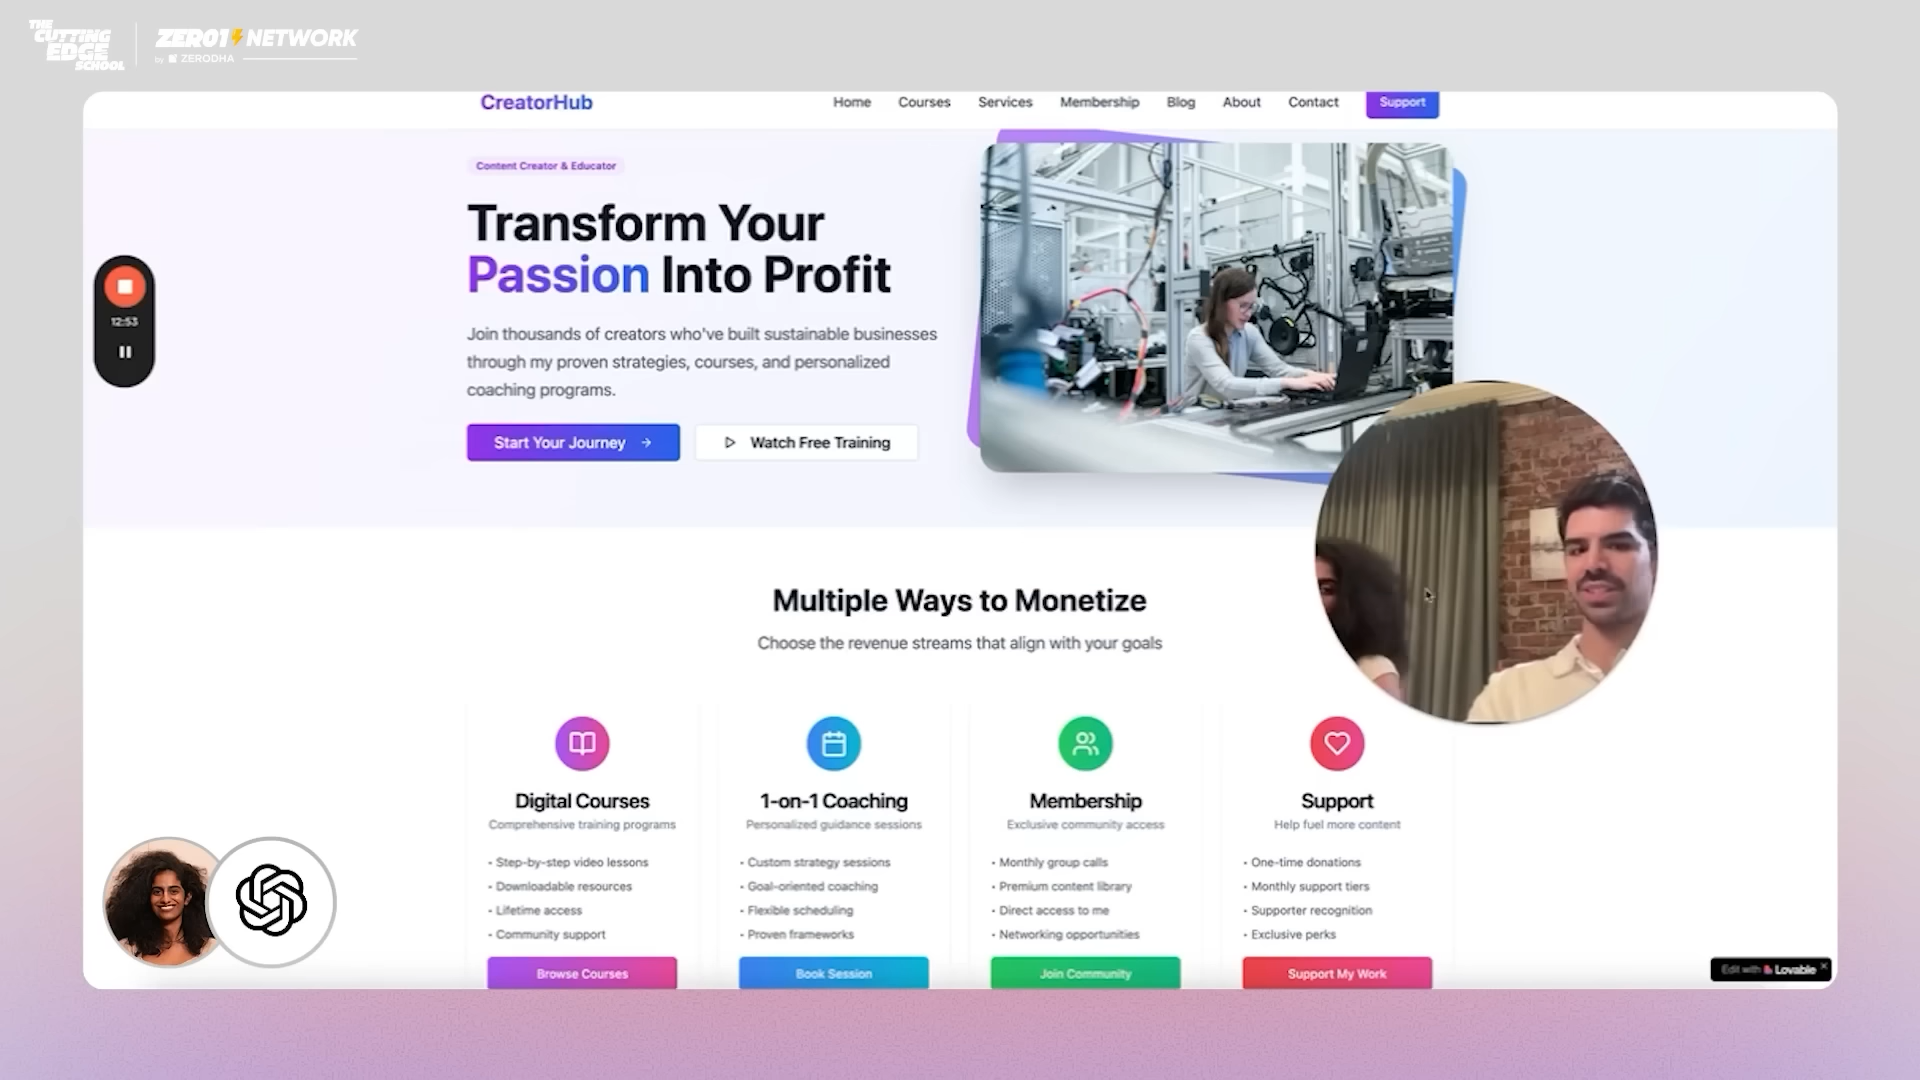 THE
CUTTING
EDGE
SCHOOL
ZERO1 NETWORK
by ZERODHA
CreatorHub
Home Courses Services Membership Blog About Contact Support
Content Creator & Educator
Transform Your
Passion Into Profit
Join thousands of creators who've built sustainable businesses
through my proven strategies, courses, and personalized
coaching programs.
Start Your Journey →
Watch Free Training
12:53
Multiple Ways to Monetize
Choose the revenue streams that align with your goals
Digital Courses
Comprehensive training programs
• Step-by-step video lessons
• Downloadable resources
• Lifetime access
• Community support
Browse Courses
1-on-1 Coaching
Personalized guidance sessions
• Custom strategy sessions
• Goal-oriented coaching
• Flexible scheduling
• Proven frameworks
Book Session
Membership
Exclusive community access
• Monthly group calls
• Premium content library
• Direct access to me
• Networking opportunities
Join Community
Support
Help fuel more content
• One-time donations
• Monthly support tiers
• Supporter recognition
• Exclusive perks
Support My Work
Edit with Lovable ×